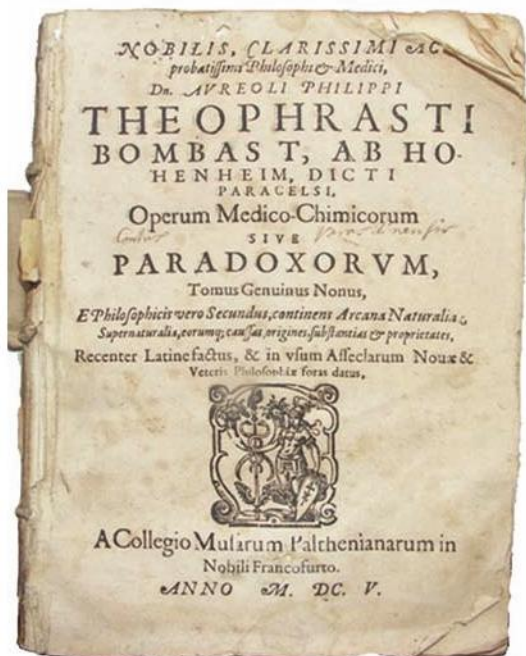 NOBILIS, CLARISSIMI AC
probatissimi Philosophi & Medici,
Dn. AVREOLI PHILIPPI
THEOPHRASTI
BOMBAST, AB HO-
HENHEIM, DICTI
PARACELSI,
Operum Medico-Chimicorum
SIVE
PARADOXORVM,
Tomus Genuinus Nonus,
E Philosophicis vero Secundus, continens Arcana Naturalia &
Supernaturalia, eorumq; caussas, origines, substantias & proprietates,
Recenter Latine factus, & in vsum Asseclarum Nouæ &
Veteris Philosophiæ foras datus,
A Collegio Musarum Palthenianarum in
Nobili Francofurto.
ANNO M. DC. V.